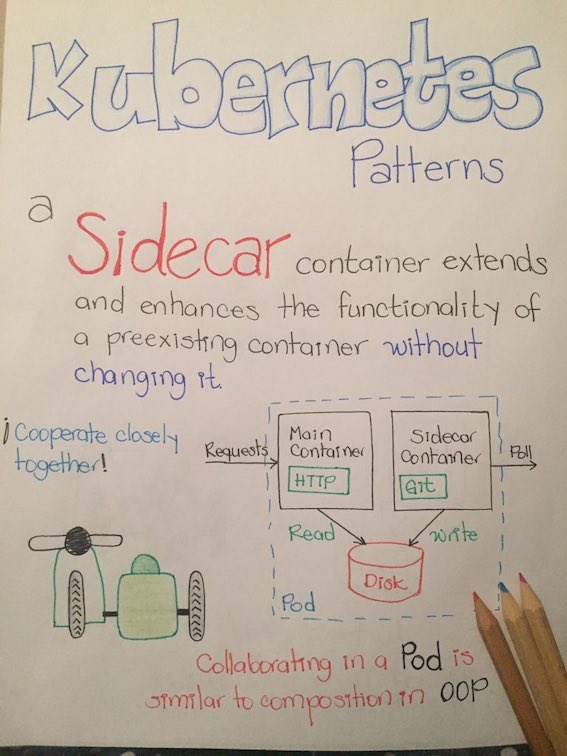 Kubernetes
Patterns
a
Sidecar container extends
and enhances the functionality of
a preexisting container without
changing it.
¡Cooperate closely
together!
Requests
Main
Container
HTTP
Sidecar
Container
Git
Poll
Read
Write
Disk
Pod
Collaborating in a Pod is
similar to composition in OOP